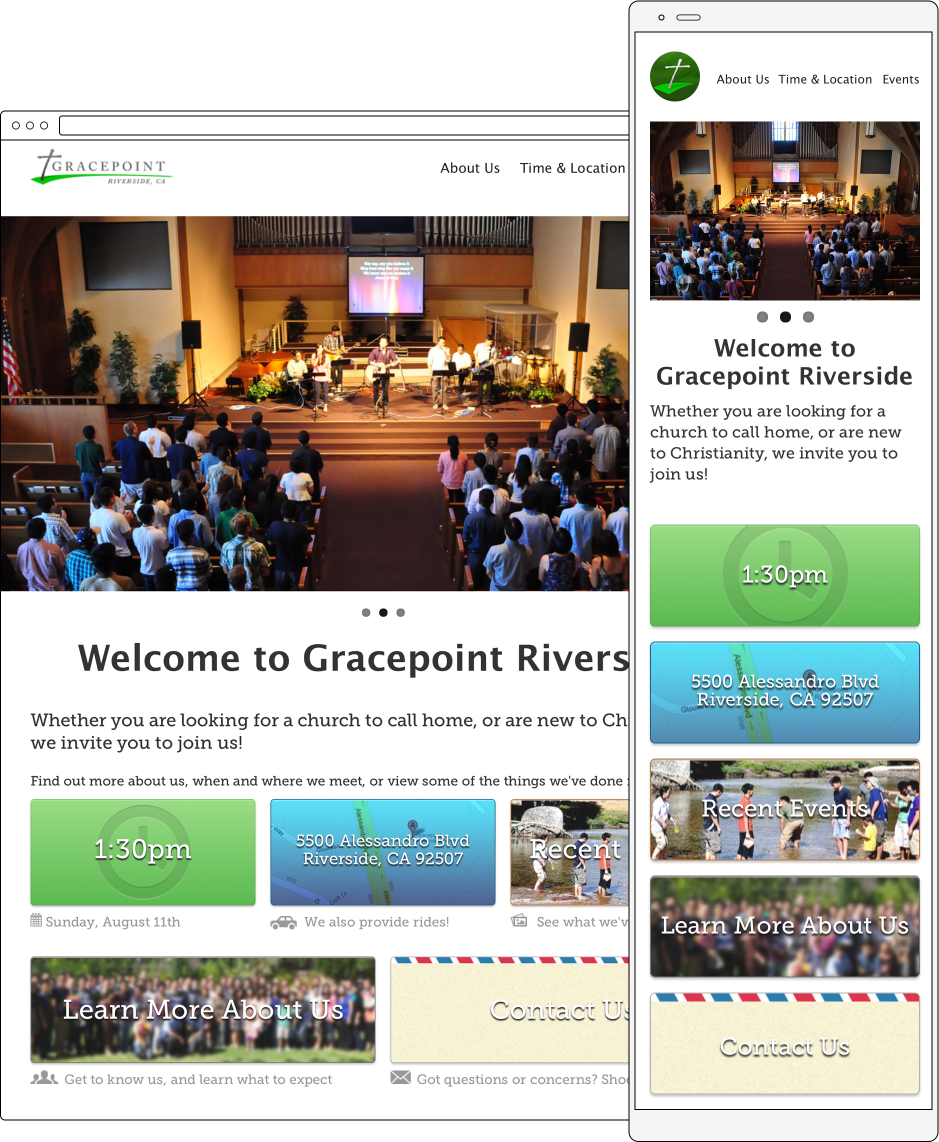 GRACEPOINT
RIVERSIDE, CA
About Us Time & Location
Welcome to Gracepoint Rivers
Whether you are looking for a church to call home, or are new to Ch
we invite you to join us!
Find out more about us, when and where we meet, or view some of the things we've done
1:30pm
5500 Alessandro Blvd
Riverside, CA 92507
Recent
Sunday, August 11th
We also provide rides!
See what we'v
Learn More About Us
Contact Us
Get to know us, and learn what to expect
Got questions or concerns? Shoo
About Us Time & Location Events
Welcome to
Gracepoint Riverside
Whether you are looking for a
church to call home, or are new
to Christianity, we invite you to
join us!
1:30pm
5500 Alessandro Blvd
Riverside, CA 92507
Recent Events
Learn More About Us
Contact Us